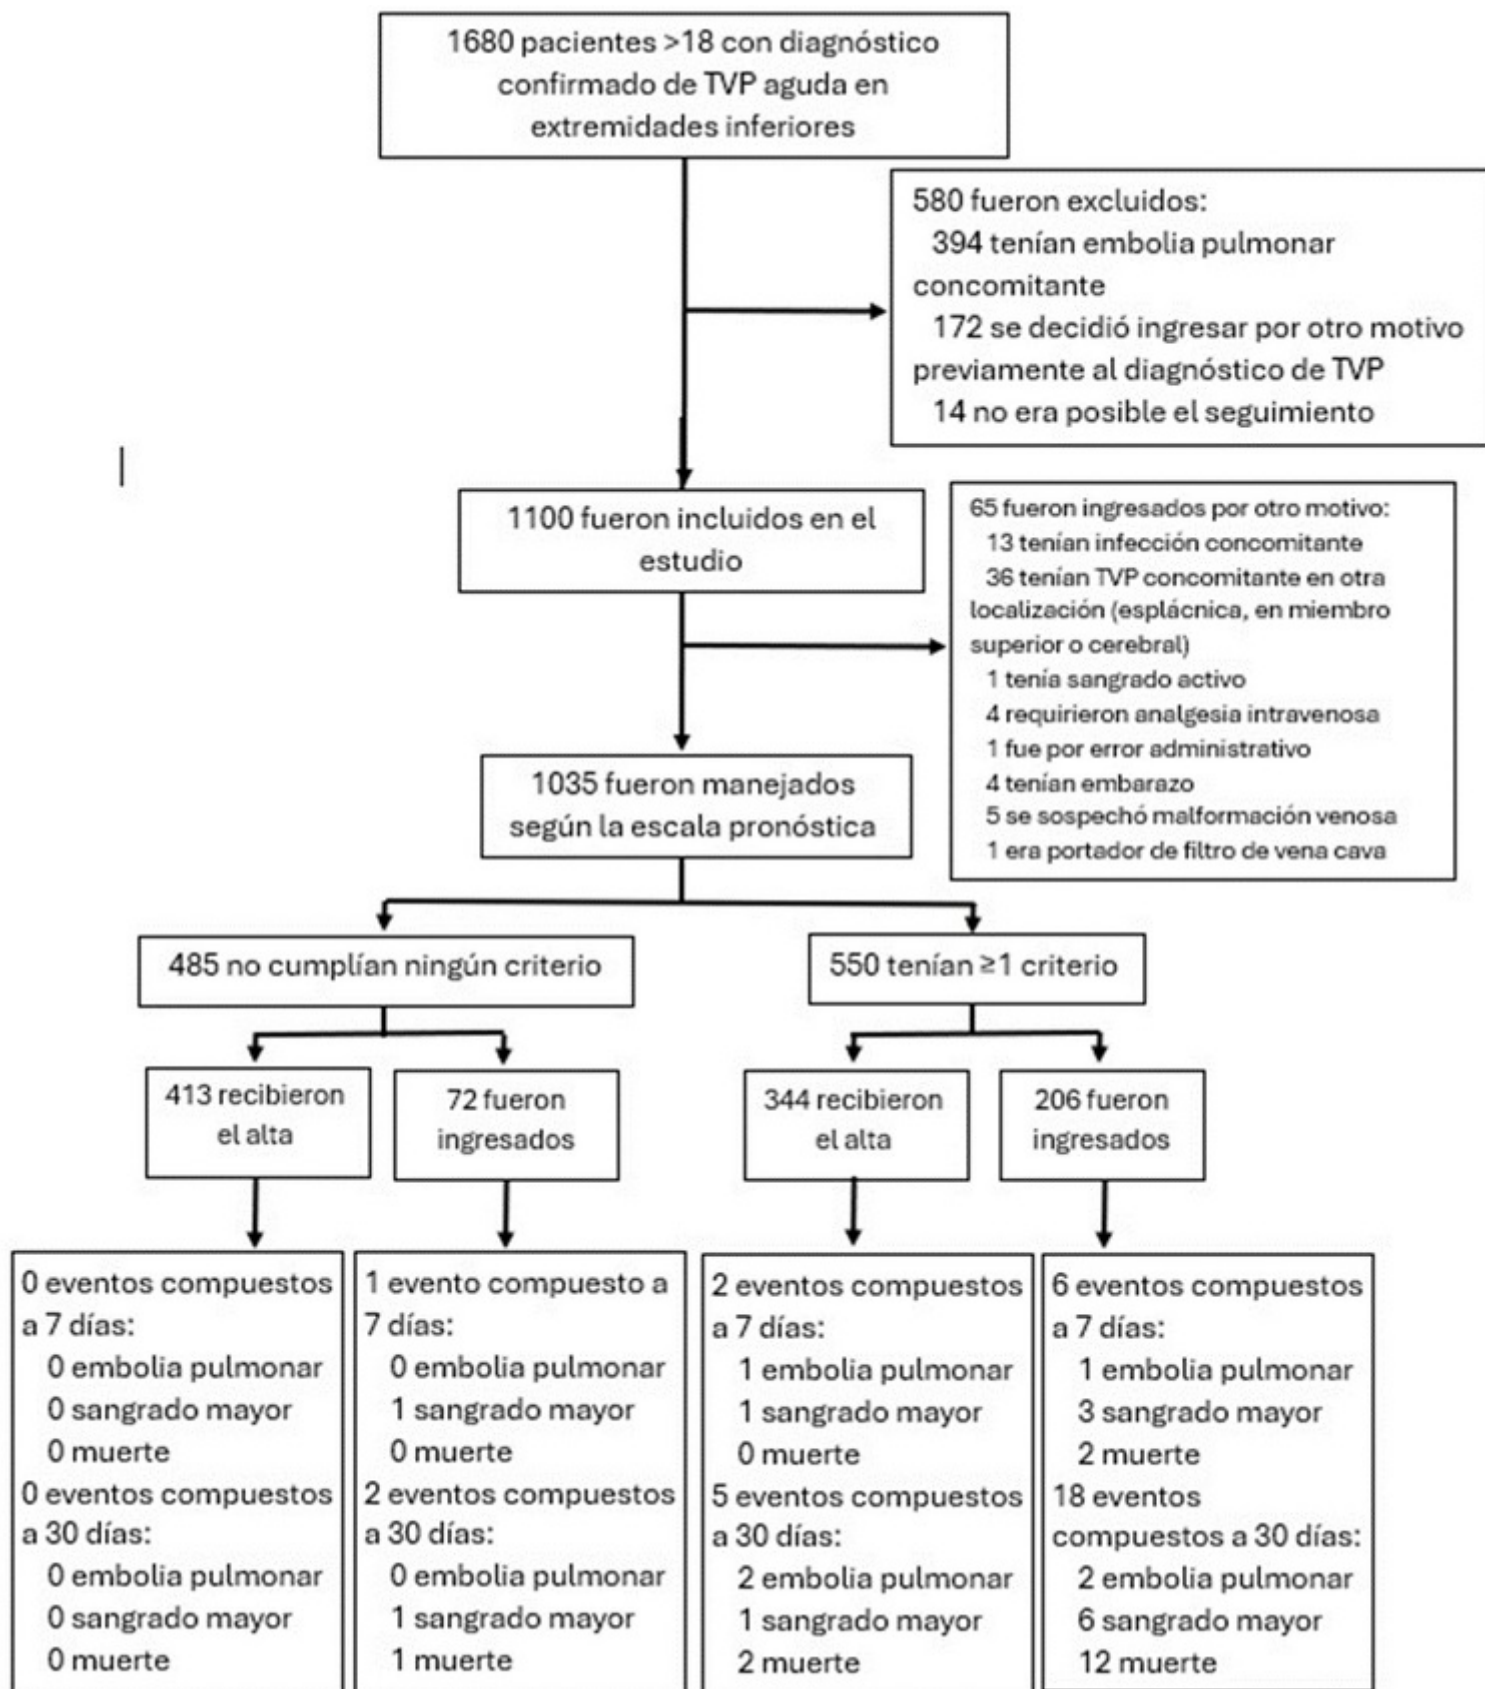 1680 pacientes >18 con diagnóstico
confirmado de TVP aguda en
extremidades inferiores
580 fueron excluidos:
394 tenían embolia pulmonar
concomitante
172 se decidió ingresar por otro motivo
previamente al diagnóstico de TVP
14 no era posible el seguimiento
1100 fueron incluidos en el
estudio
65 fueron ingresados por otro motivo:
13 tenían infección concomitante
36 tenían TVP concomitante en otra
localización (esplácnica, en miembro
superior o cerebral)
1 tenía sangrado activo
4 requirieron analgesia intravenosa
1 fue por error administrativo
4 tenían embarazo
5 se sospechó malformación venosa
1 era portador de filtro de vena cava
1035 fueron manejados
según la escala pronóstica
485 no cumplían ningún criterio
550 tenían ≥1 criterio
413 recibieron
el alta
72 fueron
ingresados
344 recibieron
el alta
206 fueron
ingresados
0 eventos compuestos
a 7 días:
0 embolia pulmonar
0 sangrado mayor
0 muerte
0 eventos compuestos
a 30 días:
0 embolia pulmonar
0 sangrado mayor
0 muerte
1 evento compuesto a
7 días:
0 embolia pulmonar
1 sangrado mayor
0 muerte
2 eventos compuestos
a 30 días:
0 embolia pulmonar
1 sangrado mayor
1 muerte
2 eventos compuestos
a 7 días:
1 embolia pulmonar
1 sangrado mayor
0 muerte
5 eventos compuestos
a 30 días:
2 embolia pulmonar
1 sangrado mayor
2 muerte
6 eventos compuestos
a 7 días:
1 embolia pulmonar
3 sangrado mayor
2 muerte
18 eventos
compuestos a 30 días:
2 embolia pulmonar
6 sangrado mayor
12 muerte